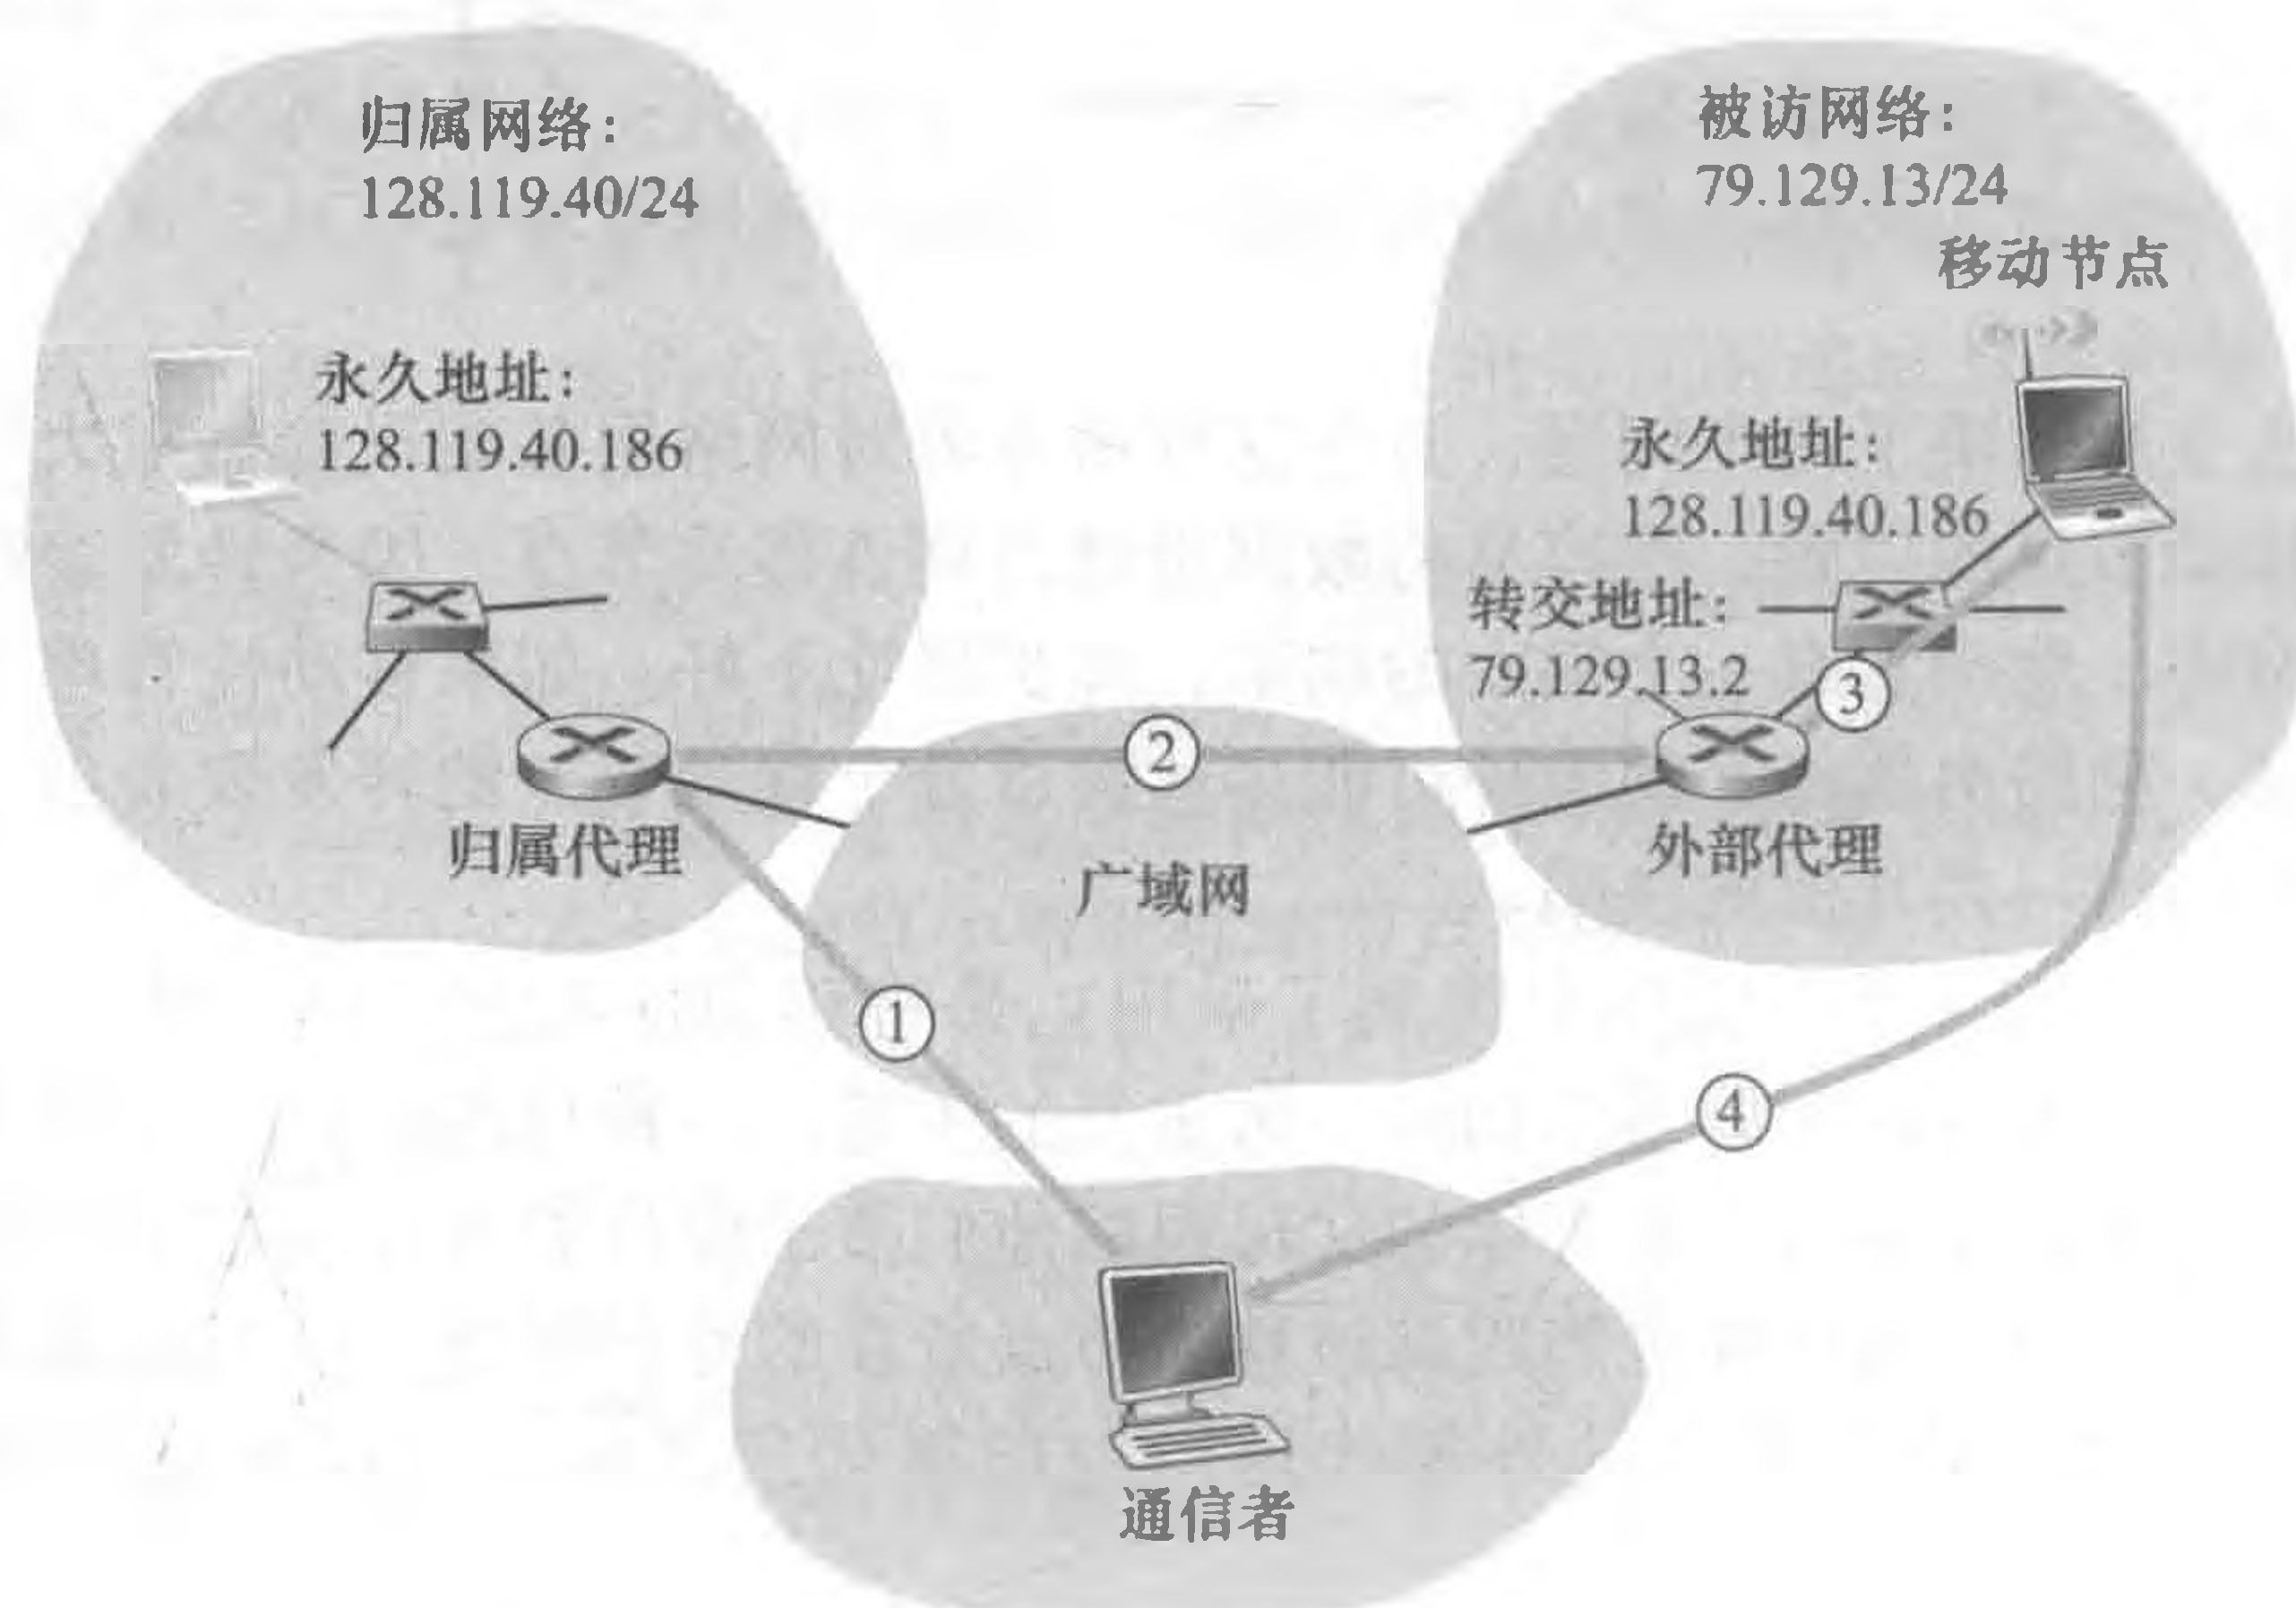 归属网络：
128.119.40/24
被访网络：
79.129.13/24
移动节点
永久地址：
128.119.40.186
永久地址：
128.119.40.186
转交地址：
79.129.13.2
③
②
归属代理
外部代理
广域网
①
④
通信者